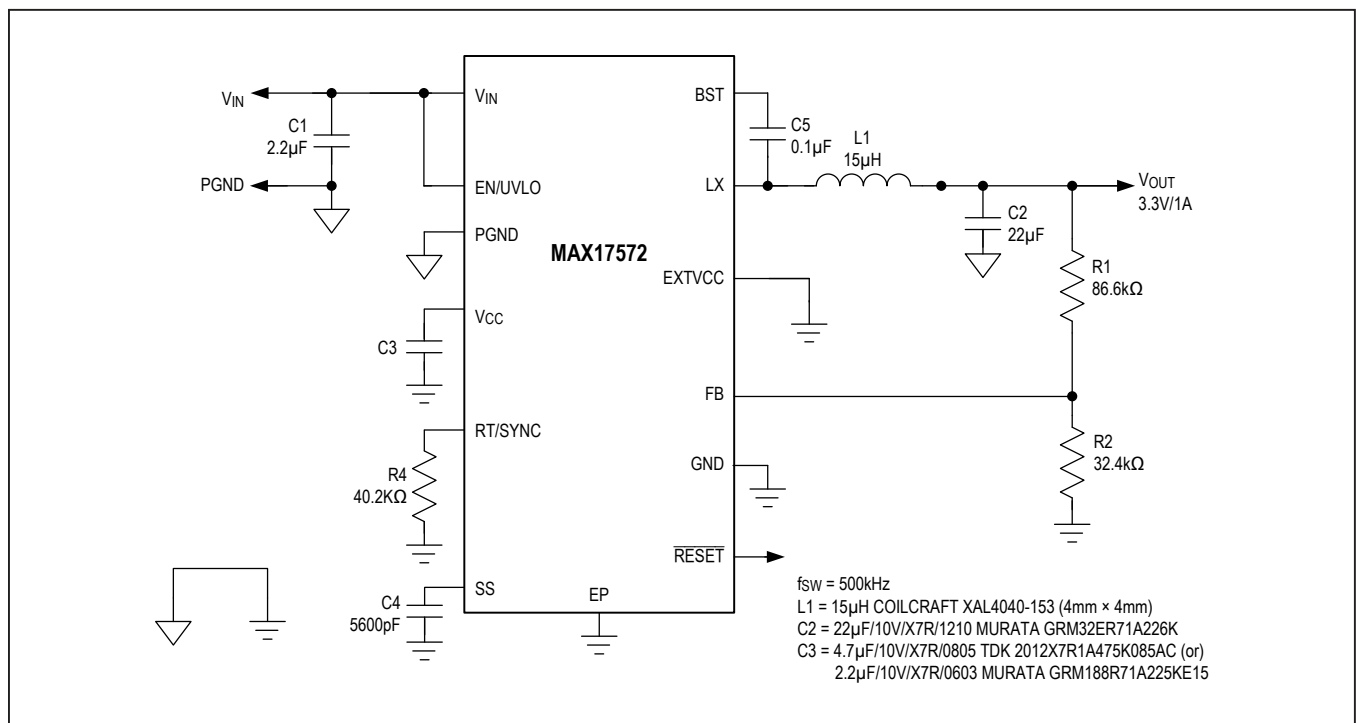 VIN
C1
2.2µF
PGND
VIN
EN/UVLO
PGND
VCC
C3
RT/SYNC
R4
40.2KΩ
SS
C4
5600pF
MAX17572
EP
BST
C5
0.1µF
L1
15µH
LX
VOUT
3.3V/1A
C2
22µF
R1
86.6kΩ
EXTVCC
FB
R2
32.4kΩ
GND
RESET
fSW = 500kHz
L1 = 15µH COILCRAFT XAL4040-153 (4mm × 4mm)
C2 = 22µF/10V/X7R/1210 MURATA GRM32ER71A226K
C3 = 4.7µF/10V/X7R/0805 TDK 2012X7R1A475K085AC (or)
2.2µF/10V/X7R/0603 MURATA GRM188R71A225KE15